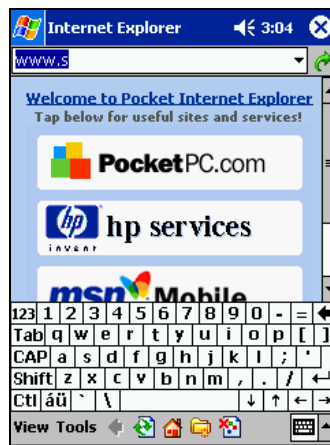 Internet Explorer 3:04
www.s
Welcome to Pocket Internet Explorer
Tap below for useful sites and services!
PocketPC.com
hp
invent
hp services
msn Mobile
123 1 2 3 4 5 6 7 8 9 0 - =
Tab q w e r t y u i o p [ ]
CAP a s d f g h j k l ; '
Shift z x c v b n m , . /
Ctl áü ` \
View Tools